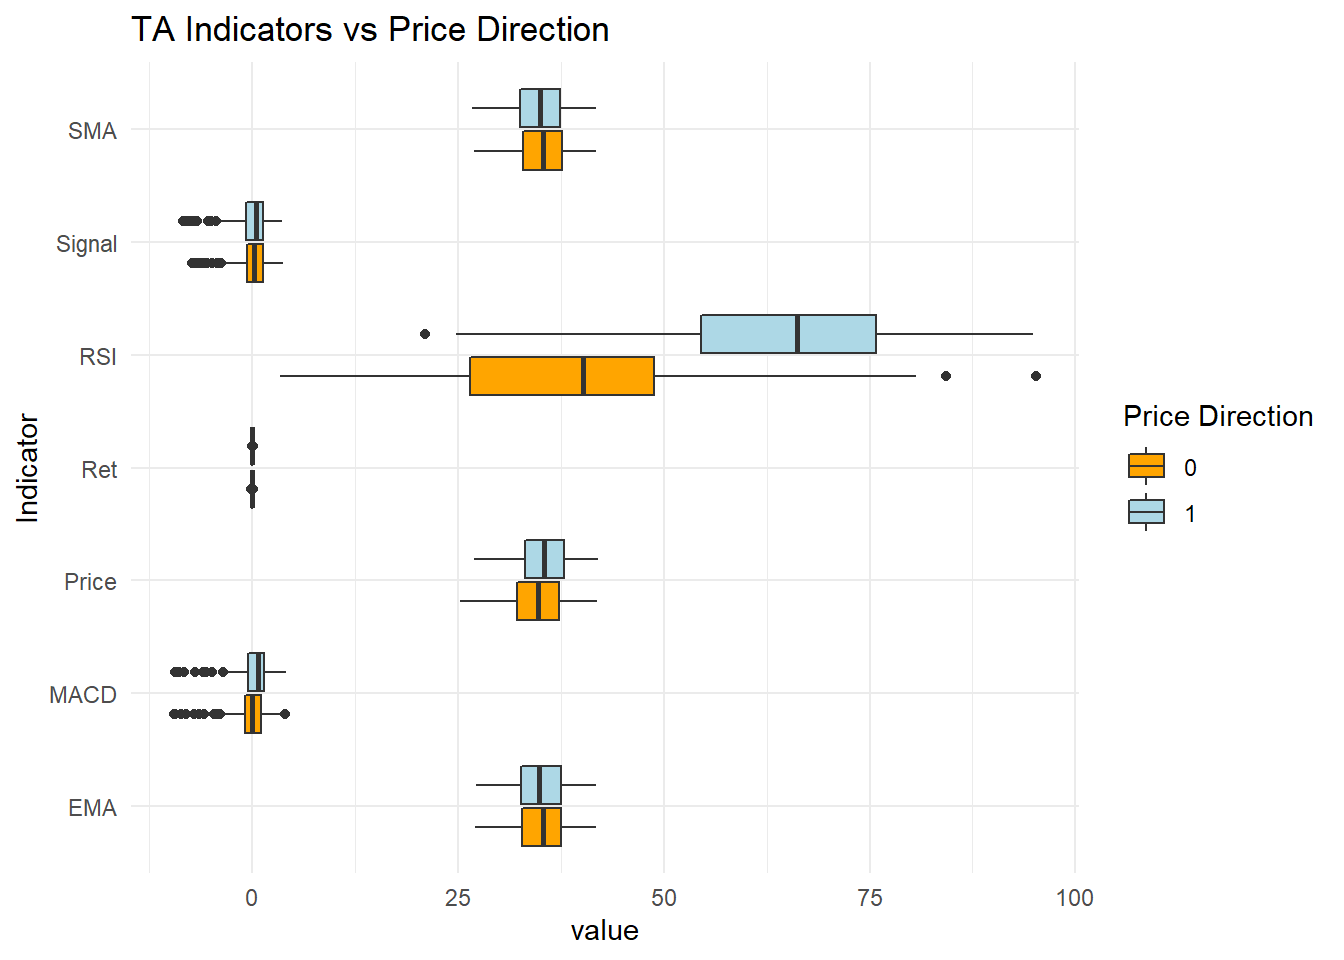 TA Indicators vs Price Direction
SMA
Signal
RSI
Ret
Price
MACD
EMA
Indicator
0 25 50 75 100
value
Price Direction
0
1